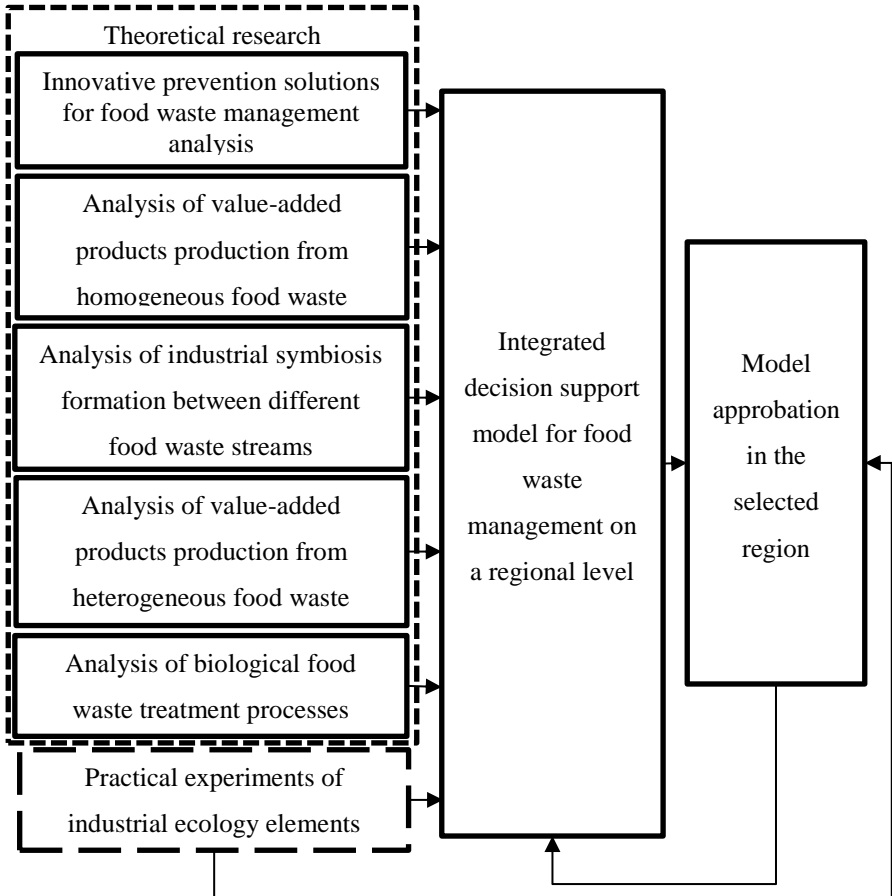 Theoretical research
Innovative prevention solutions
for food waste management
analysis
Analysis of value-added
products production from
homogeneous food waste
Analysis of industrial symbiosis
formation between different
food waste streams
Analysis of value-added
products production from
heterogeneous food waste
Analysis of biological food
waste treatment processes
Practical experiments of
industrial ecology elements
Integrated
decision support
model for food
waste
management on
a regional level
Model
approbation
in the
selected
region